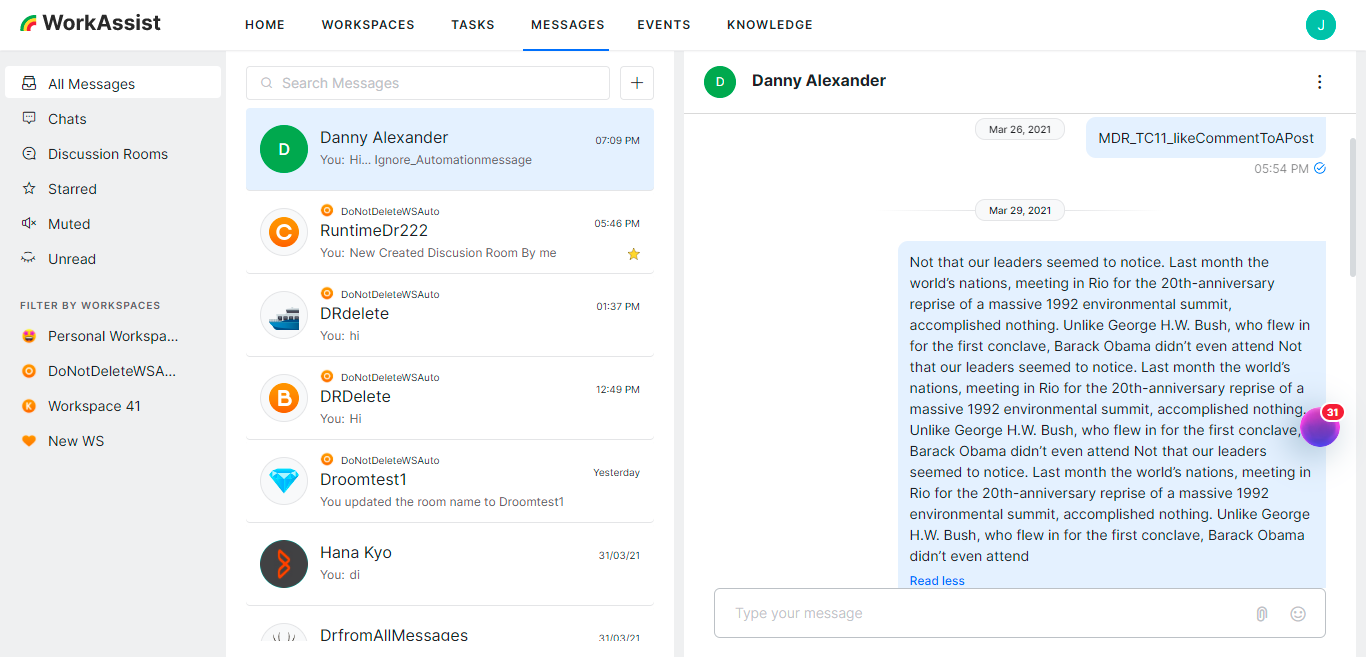 WorkAssist
HOME
WORKSPACES
TASKS
MESSAGES
EVENTS
KNOWLEDGE
J
All Messages
Chats
Discussion Rooms
Starred
Muted
Unread
FILTER BY WORKSPACES
Personal Workspa...
DoNotDeleteWSA...
K
Workspace 41
New WS
Search Messages
+
D
Danny Alexander
07:09 PM
You: Hi... Ignore_Automationmessage
DoNotDeleteWSAuto
C
RuntimeDr222
05:46 PM
You: New Created Discusion Room By me
DoNotDeleteWSAuto
DRdelete
01:37 PM
You: hi
DoNotDeleteWSAuto
B
DRDelete
12:49 PM
You: Hi
DoNotDeleteWSAuto
Droomtest1
Yesterday
You updated the room name to Droomtest1
Hana Kyo
31/03/21
You: di
DrfromAllMessages
31/03/21
D
Danny Alexander
Mar 26, 2021
MDR_TC11_likeCommentToAPost
05:54 PM
Mar 29, 2021
Not that our leaders seemed to notice. Last month the
world’s nations, meeting in Rio for the 20th-anniversary
reprise of a massive 1992 environmental summit,
accomplished nothing. Unlike George H.W. Bush, who flew in
for the first conclave, Barack Obama didn’t even attend Not
that our leaders seemed to notice. Last month the world’s
nations, meeting in Rio for the 20th-anniversary reprise of a
massive 1992 environmental summit, accomplished nothing.
Unlike George H.W. Bush, who flew in for the first conclave,
Barack Obama didn’t even attend Not that our leaders
seemed to notice. Last month the world’s nations, meeting in
Rio for the 20th-anniversary reprise of a massive 1992
environmental summit, accomplished nothing. Unlike George
H.W. Bush, who flew in for the first conclave, Barack Obama
didn’t even attend
31
Read less
Type your message